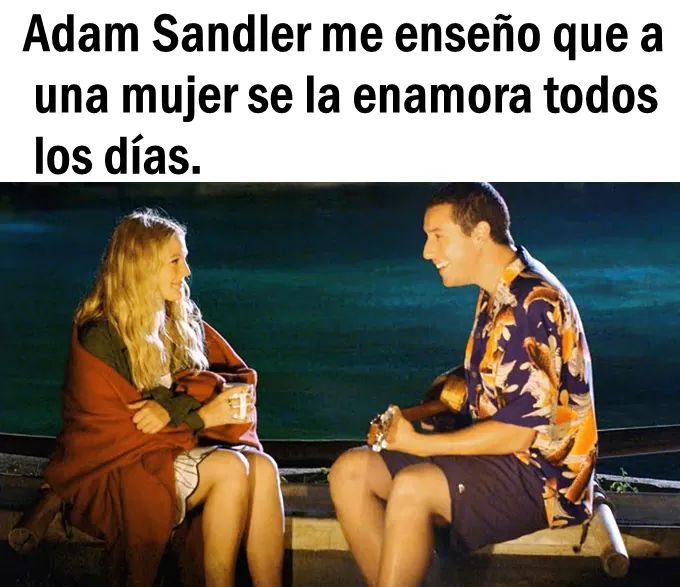 Adam Sandler me enseño que a
una mujer se la enamora todos
los días.